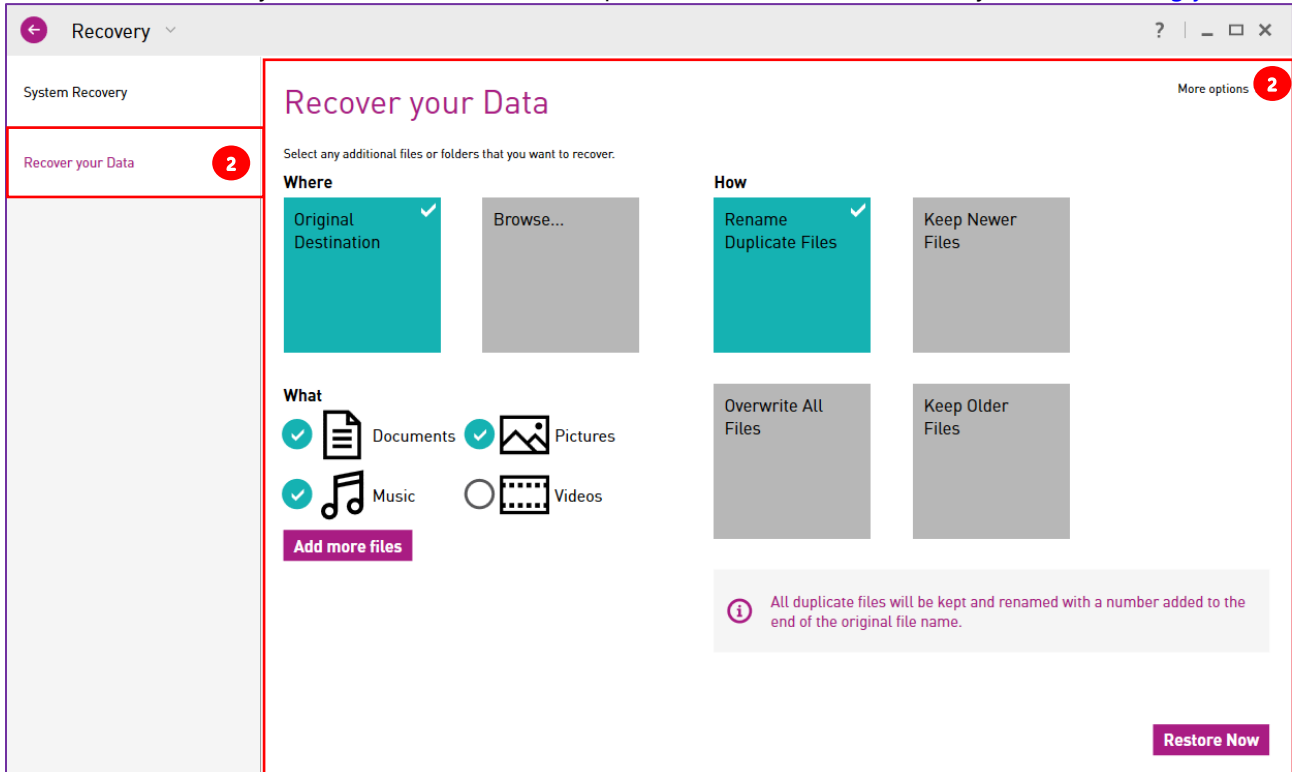 Recovery
?
System Recovery
Recover your Data
2
Recover your Data
More options
2
Select any additional files or folders that you want to recover.
Where
Original
Destination
Browse...
How
Rename
Duplicate Files
Keep Newer
Files
What
Documents
Pictures
Music
Videos
Add more files
Overwrite All
Files
Keep Older
Files
All duplicate files will be kept and renamed with a number added to the
end of the original file name.
Restore Now